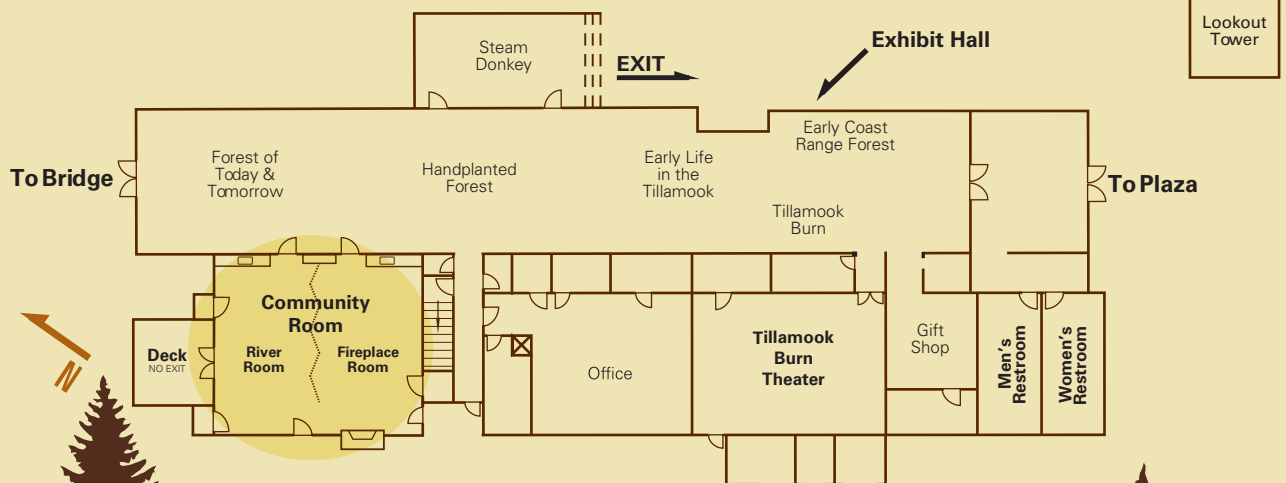 Lookout
Tower
Exhibit Hall
Steam
Donkey
EXIT
Early Coast
Range Forest
Forest of
Today &
Tomorrow
Handplanted
Forest
Early Life
in the
Tillamook
To Bridge
To Plaza
Tillamook
Burn
Community
Room
River
Room
Fireplace
Room
Deck
NO EXIT
N
Office
Tillamook
Burn
Theater
Gift
Shop
Men's
Restroom
Women's
Restroom